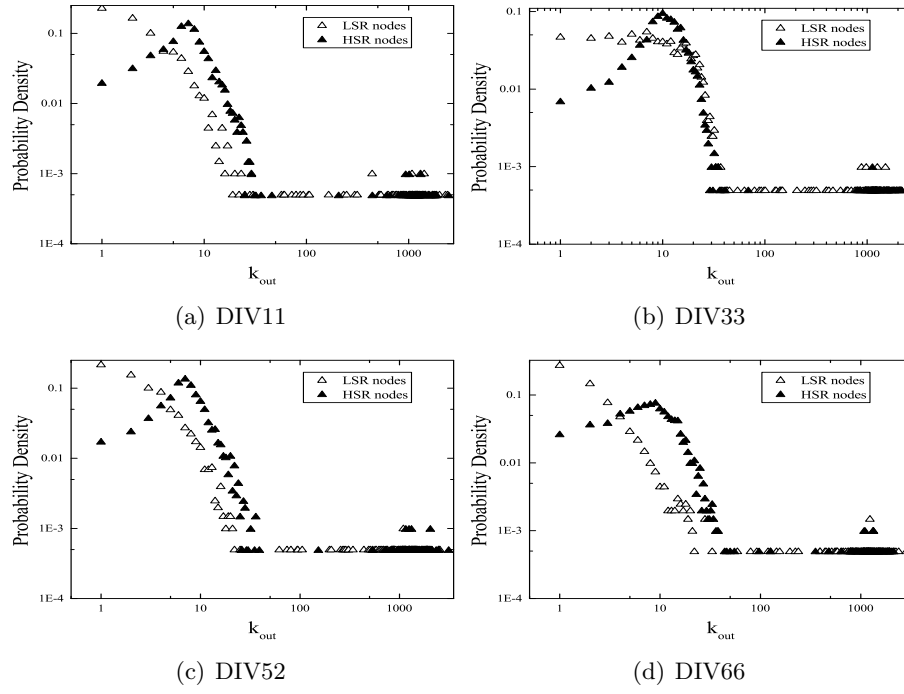 0.1
0.01
1E-3
1E-4
Probability Density
LSR nodes
HSR nodes
1
10
100
1000
k_out
(a) DIV11
0.1
0.01
1E-3
1E-4
Probability Density
LSR nodes
HSR nodes
1
10
100
1000
k_out
(b) DIV33
0.1
0.01
1E-3
1E-4
Probability Density
LSR nodes
HSR nodes
1
10
100
1000
k_out
(c) DIV52
0.1
0.01
1E-3
1E-4
Probability Density
LSR nodes
HSR nodes
1
10
100
1000
k_out
(d) DIV66